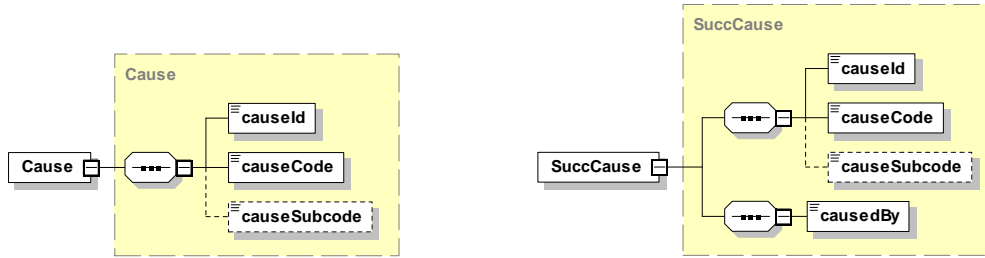 Cause
causeId
Cause
causeCode
causeSubcode
SuccCause
causeId
causeCode
SuccCause
causeSubcode
causedBy